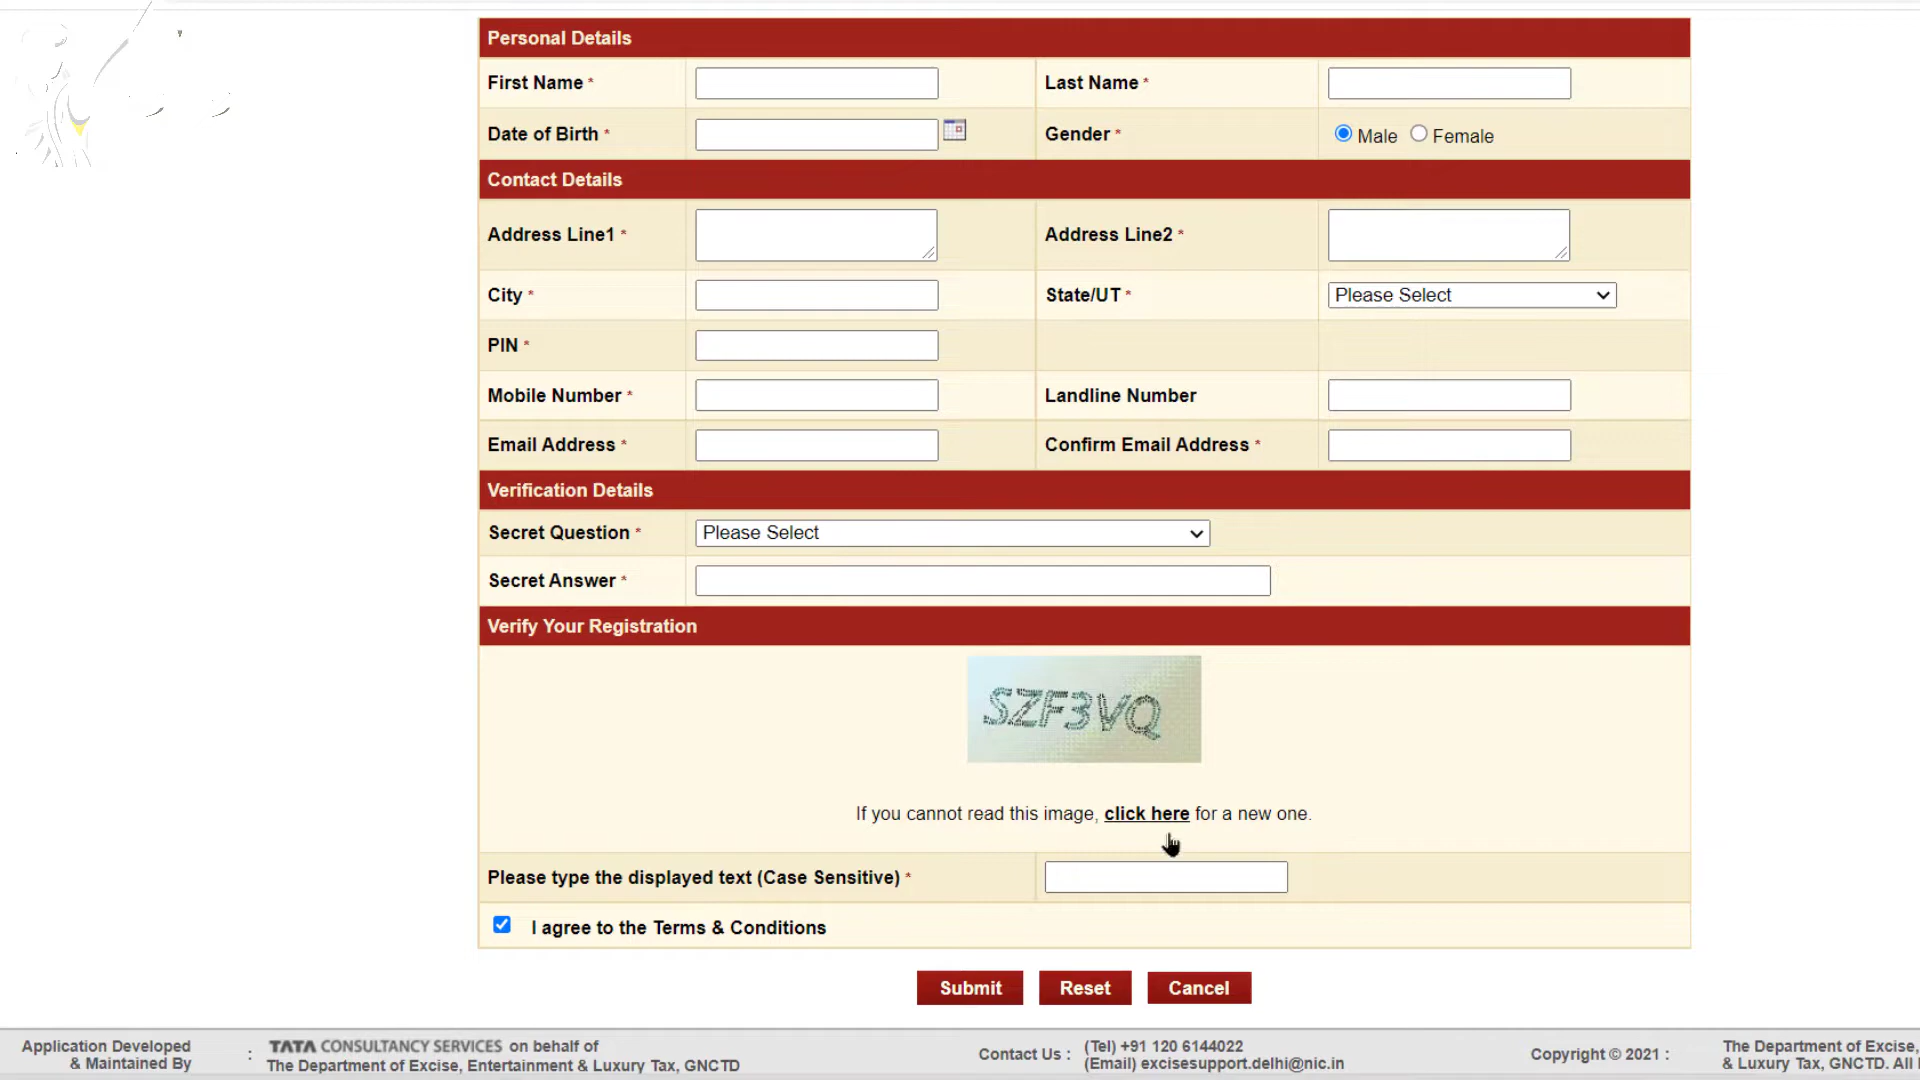 Personal Details
First Name *
Last Name *
Date of Birth *
Gender *
Male
Female
Contact Details
Address Line1 *
Address Line2 *
City *
State/UT *
Please Select
PIN *
Mobile Number *
Landline Number
Email Address *
Confirm Email Address *
Verification Details
Secret Question *
Please Select
Secret Answer *
Verify Your Registration
SZF3VQ
If you cannot read this image, click here for a new one.
Please type the displayed text (Case Sensitive) *
I agree to the Terms & Conditions
Submit
Reset
Cancel
Application Developed
& Maintained By
:
TATA CONSULTANCY SERVICES on behalf of
The Department of Excise, Entertainment & Luxury Tax, GNCTD
Contact Us :
(Tel) +91 120 6144022
(Email) excisesupport.delhi@nic.in
Copyright © 2021 :
The Department of Excise,
& Luxury Tax, GNCTD. All